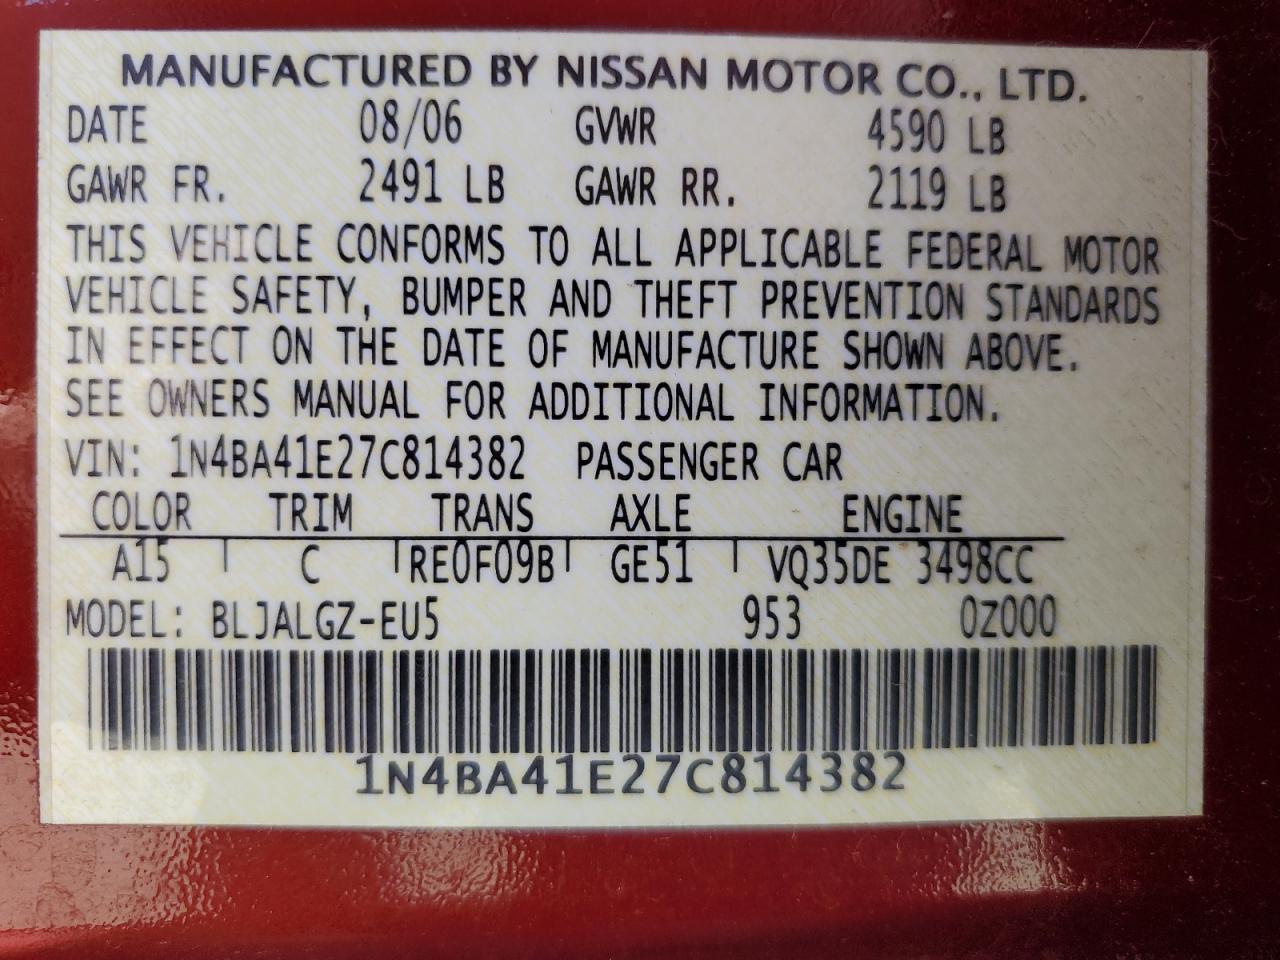 MANUFACTURED BY NISSAN MOTOR CO., LTD.
DATE 08/06 GVWR 4590 LB
GAWR FR. 2491 LB GAWR RR. 2119 LB
THIS VEHICLE CONFORMS TO ALL APPLICABLE FEDERAL MOTOR
VEHICLE SAFETY, BUMPER AND THEFT PREVENTION STANDARDS
IN EFFECT ON THE DATE OF MANUFACTURE SHOWN ABOVE.
SEE OWNERS MANUAL FOR ADDITIONAL INFORMATION.
VIN: 1N4BA41E27C814382 PASSENGER CAR
COLOR TRIM TRANS AXLE ENGINE
A15 C RE0F09B GE51 VQ35DE 3498CC
MODEL: BLJALGZ-EU5 953 0Z000
1N4BA41E27C814382